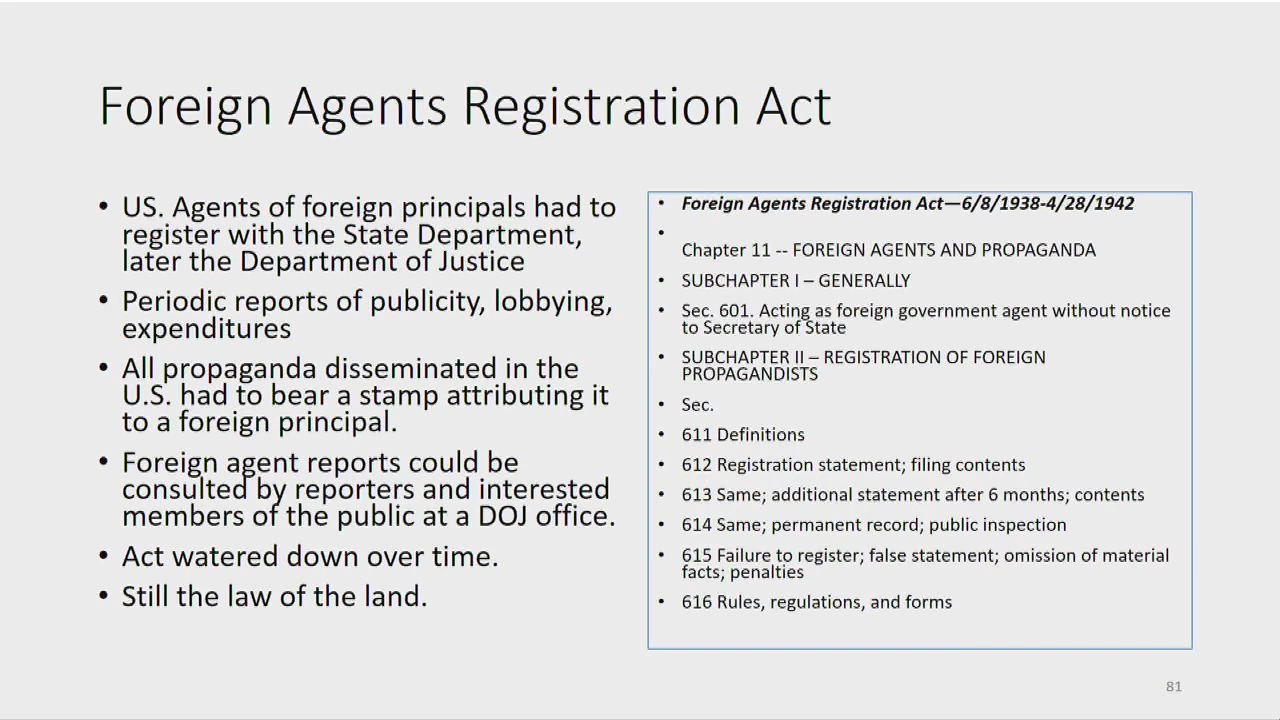 Foreign Agents Registration Act
• US. Agents of foreign principals had to
register with the State Department,
later the Department of Justice
• Periodic reports of publicity, lobbying,
expenditures
• All propaganda disseminated in the
U.S. had to bear a stamp attributing it
to a foreign principal.
• Foreign agent reports could be
consulted by reporters and interested
members of the public at a DOJ office.
• Act watered down over time.
• Still the law of the land.
• Foreign Agents Registration Act—6/8/1938-4/28/1942
•
Chapter 11 -- FOREIGN AGENTS AND PROPAGANDA
• SUBCHAPTER I – GENERALLY
• Sec. 601. Acting as foreign government agent without notice
to Secretary of State
• SUBCHAPTER II – REGISTRATION OF FOREIGN
PROPAGANDISTS
• Sec.
• 611 Definitions
• 612 Registration statement; filing contents
• 613 Same; additional statement after 6 months; contents
• 614 Same; permanent record; public inspection
• 615 Failure to register; false statement; omission of material
facts; penalties
• 616 Rules, regulations, and forms
81